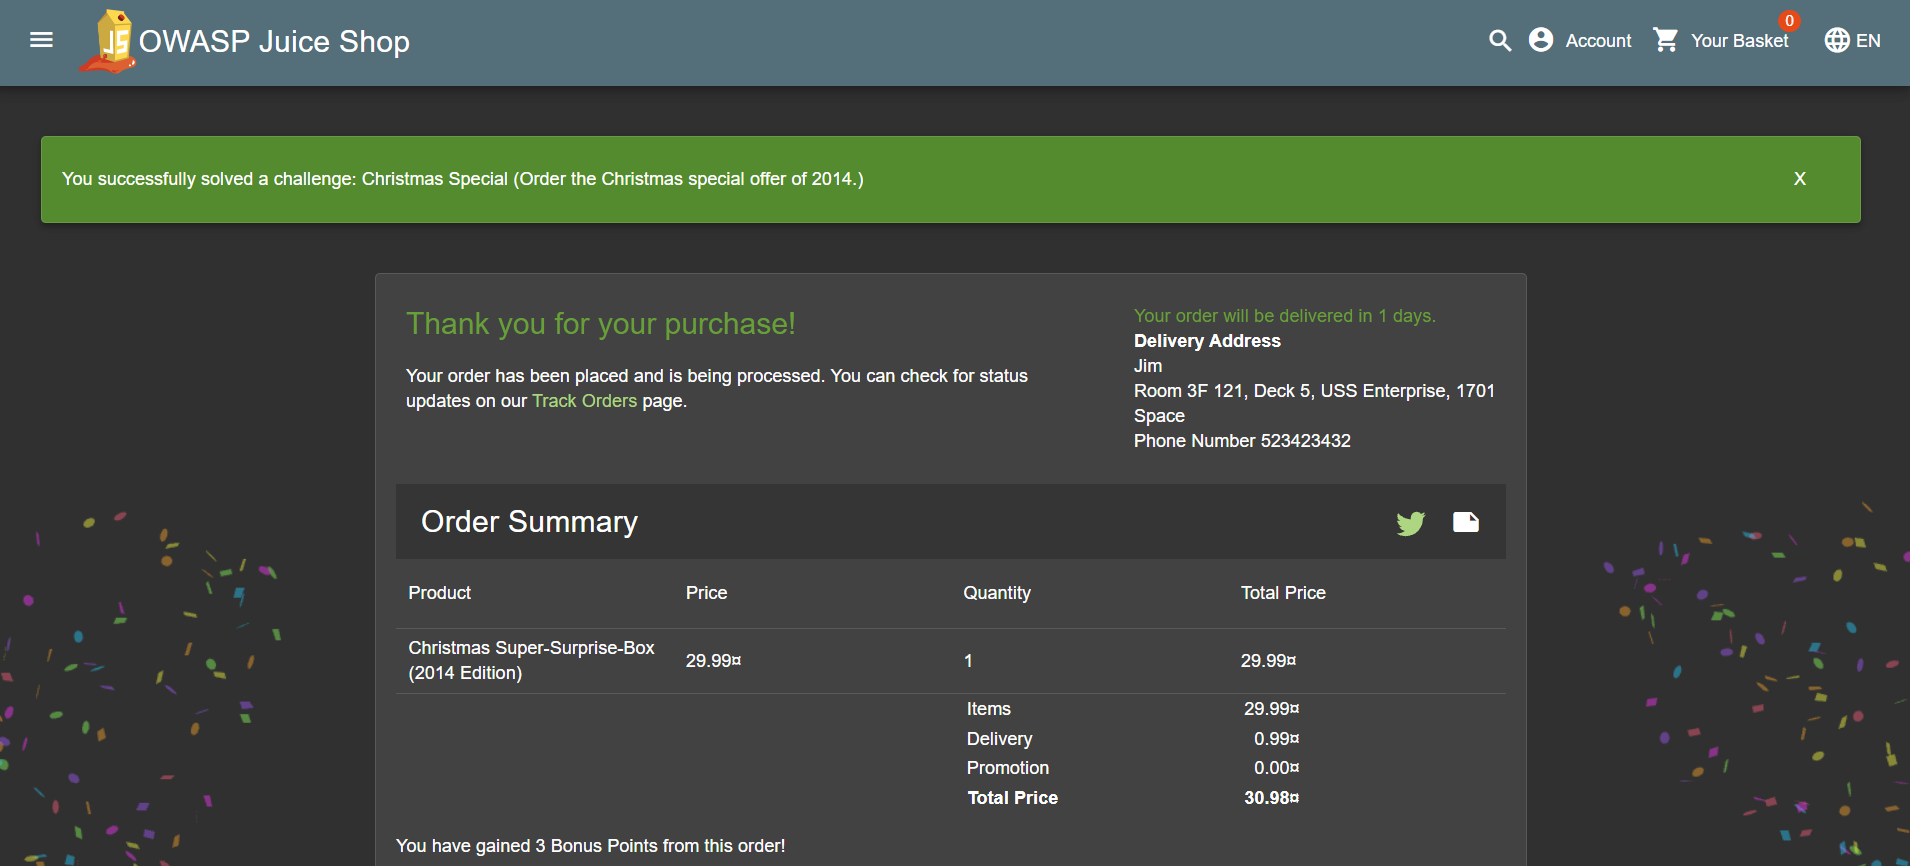 OWASP Juice Shop
Account
Your Basket
0
EN
You successfully solved a challenge: Christmas Special (Order the Christmas special offer of 2014.)
X
Thank you for your purchase!
Your order has been placed and is being processed. You can check for status
updates on our Track Orders page.
Your order will be delivered in 1 days.
Delivery Address
Jim
Room 3F 121, Deck 5, USS Enterprise, 1701
Space
Phone Number 523423432
Order Summary
Product Price Quantity Total Price
Christmas Super-Surprise-Box
(2014 Edition)
29.99¤ 1 29.99¤
Items 29.99¤
Delivery 0.99¤
Promotion 0.00¤
Total Price 30.98¤
You have gained 3 Bonus Points from this order!